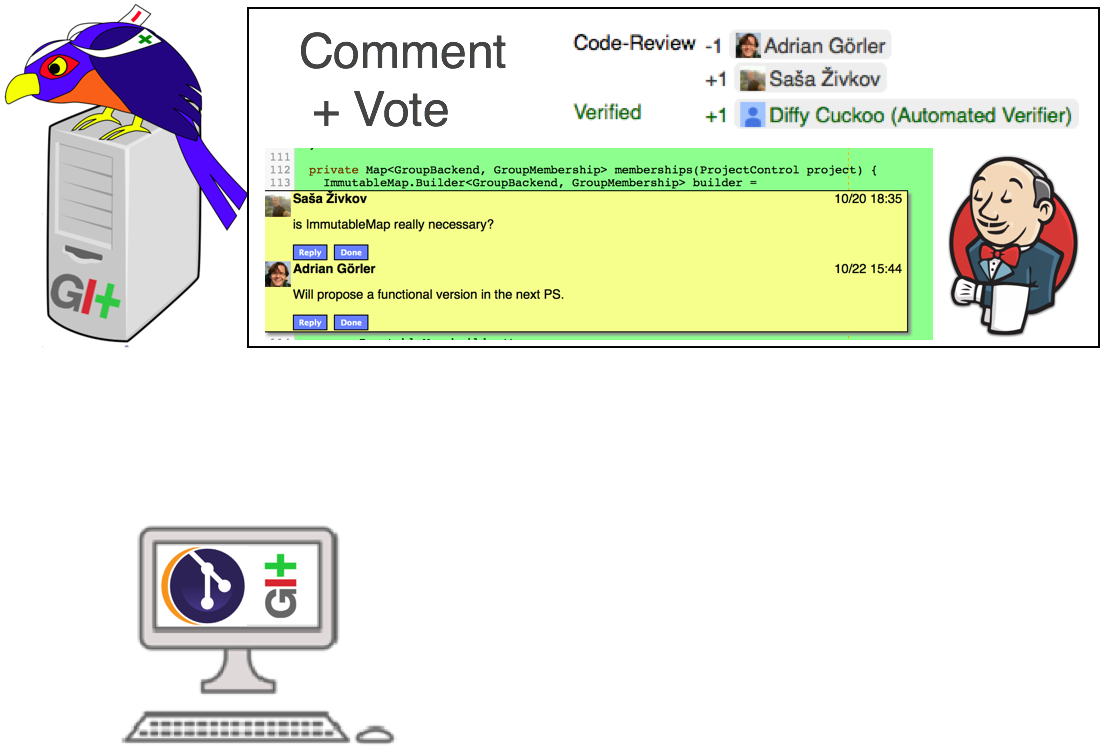 Comment
+ Vote
Code-Review -1 Adrian Görler
+1 Saša Živkov
Verified +1 Diffy Cuckoo (Automated Verifier)
111
112 private Map<GroupBackend, GroupMembership> memberships(ProjectControl project) {
113 ImmutableMap.Builder<GroupBackend, GroupMembership> builder =
Saša Živkov 10/20 18:35
is ImmutableMap really necessary?
Reply Done
Adrian Görler 10/22 15:44
Will propose a functional version in the next PS.
Reply Done
GIt
GIt